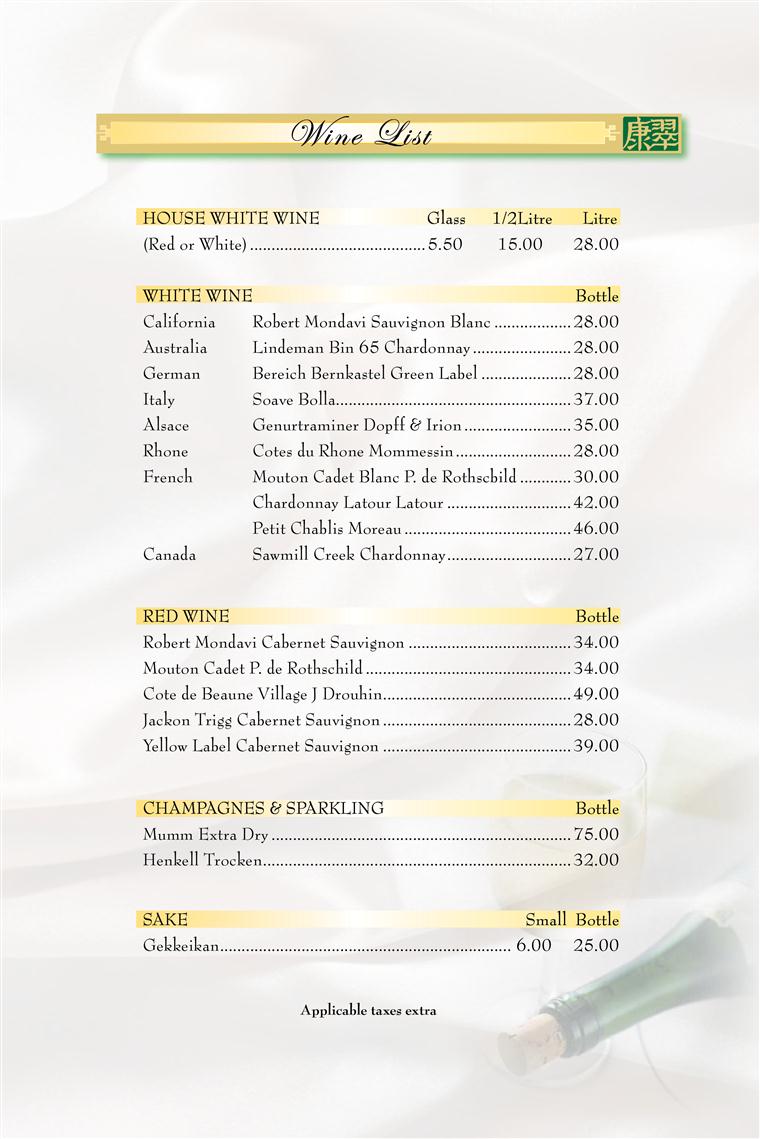 Wine List
康翠
HOUSE WHITE WINE Glass 1/2Litre Litre
(Red or White) ......................................... 5.50 15.00 28.00
WHITE WINE Bottle
California Robert Mondavi Sauvignon Blanc .................. 28.00
Australia Lindeman Bin 65 Chardonnay ....................... 28.00
German Bereich Bernkastel Green Label ..................... 28.00
Italy Soave Bolla....................................................... 37.00
Alsace Genurtraminer Dopff & Irion ......................... 35.00
Rhone Cotes du Rhone Mommessin ........................... 28.00
French Mouton Cadet Blanc P. de Rothscbild ............ 30.00
Chardonnay Latour Latour ............................. 42.00
Petit Chablis Moreau ....................................... 46.00
Canada Sawmill Creek Chardonnay............................. 27.00
RED WINE Bottle
Robert Mondavi Cabernet Sauvignon ...................................... 34.00
Mouton Cadet P. de Rothschild ................................................ 34.00
Cote de Beaune Village J Drouhin............................................ 49.00
Jackon Trigg Cabernet Sauvignon ............................................ 28.00
Yellow Label Cabernet Sauvignon ............................................ 39.00
CHAMPAGNES & SPARKLING Bottle
Mumm Extra Dry ...................................................................... 75.00
Henkell Trocken........................................................................ 32.00
SAKE Small Bottle
Gekkeikan.................................................................... 6.00 25.00
Applicable taxes extra